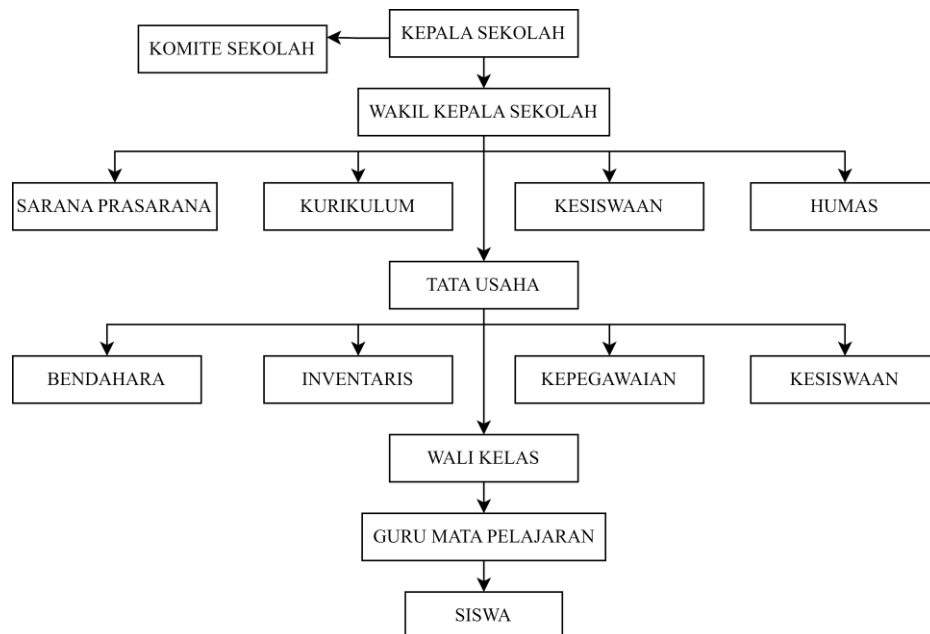 KEPALA SEKOLAH
KOMITE SEKOLAH
WAKIL KEPALA SEKOLAH
SARANA PRASARANA
KURIKULUM
KESISWAAN
HUMAS
TATA USAHA
BENDAHARA
INVENTARIS
KEPEGAWAIAN
KESISWAAN
WALI KELAS
GURU MATA PELAJARAN
SISWA